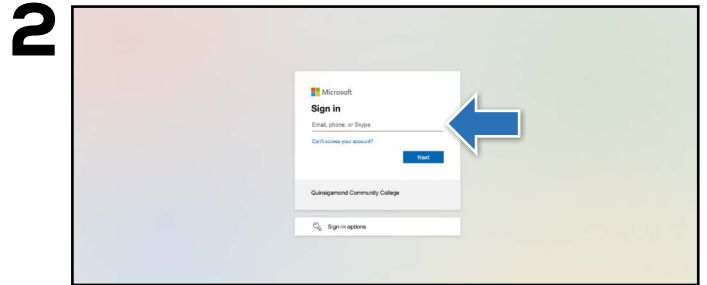 2
Microsoft
Sign in
Email, phone, or Skype
Can't access your account?
Next
Quinsigamond Community College
Sign-in options